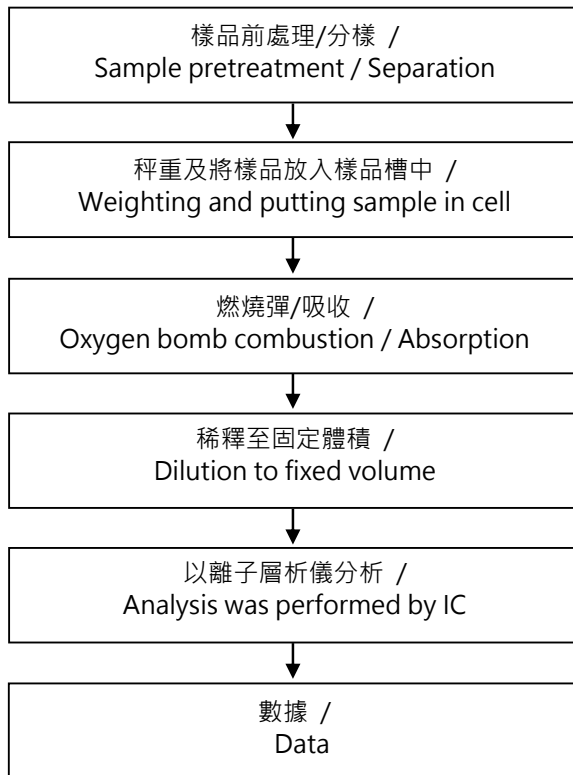 樣品前處理/分樣 /
Sample pretreatment / Separation
秤重及將樣品放入樣品槽中 /
Weighting and putting sample in cell
燃燒彈/吸收 /
Oxygen bomb combustion / Absorption
稀釋至固定體積 /
Dilution to fixed volume
以離子層析儀分析 /
Analysis was performed by IC
數據 /
Data